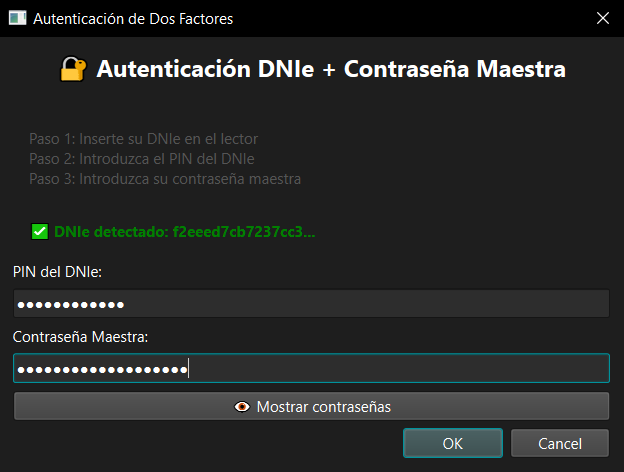 Autenticación de Dos Factores
Autenticación DNIe + Contraseña Maestra
Paso 1: Inserte su DNIe en el lector
Paso 2: Introduzca el PIN del DNIe
Paso 3: Introduzca su contraseña maestra
DNIe detectado: f2eeed7cb7237cc3...
PIN del DNIe:
●●●●●●●●●●●●
Contraseña Maestra:
●●●●●●●●●●●●●●●●●●●
Mostrar contraseñas
OK
Cancel